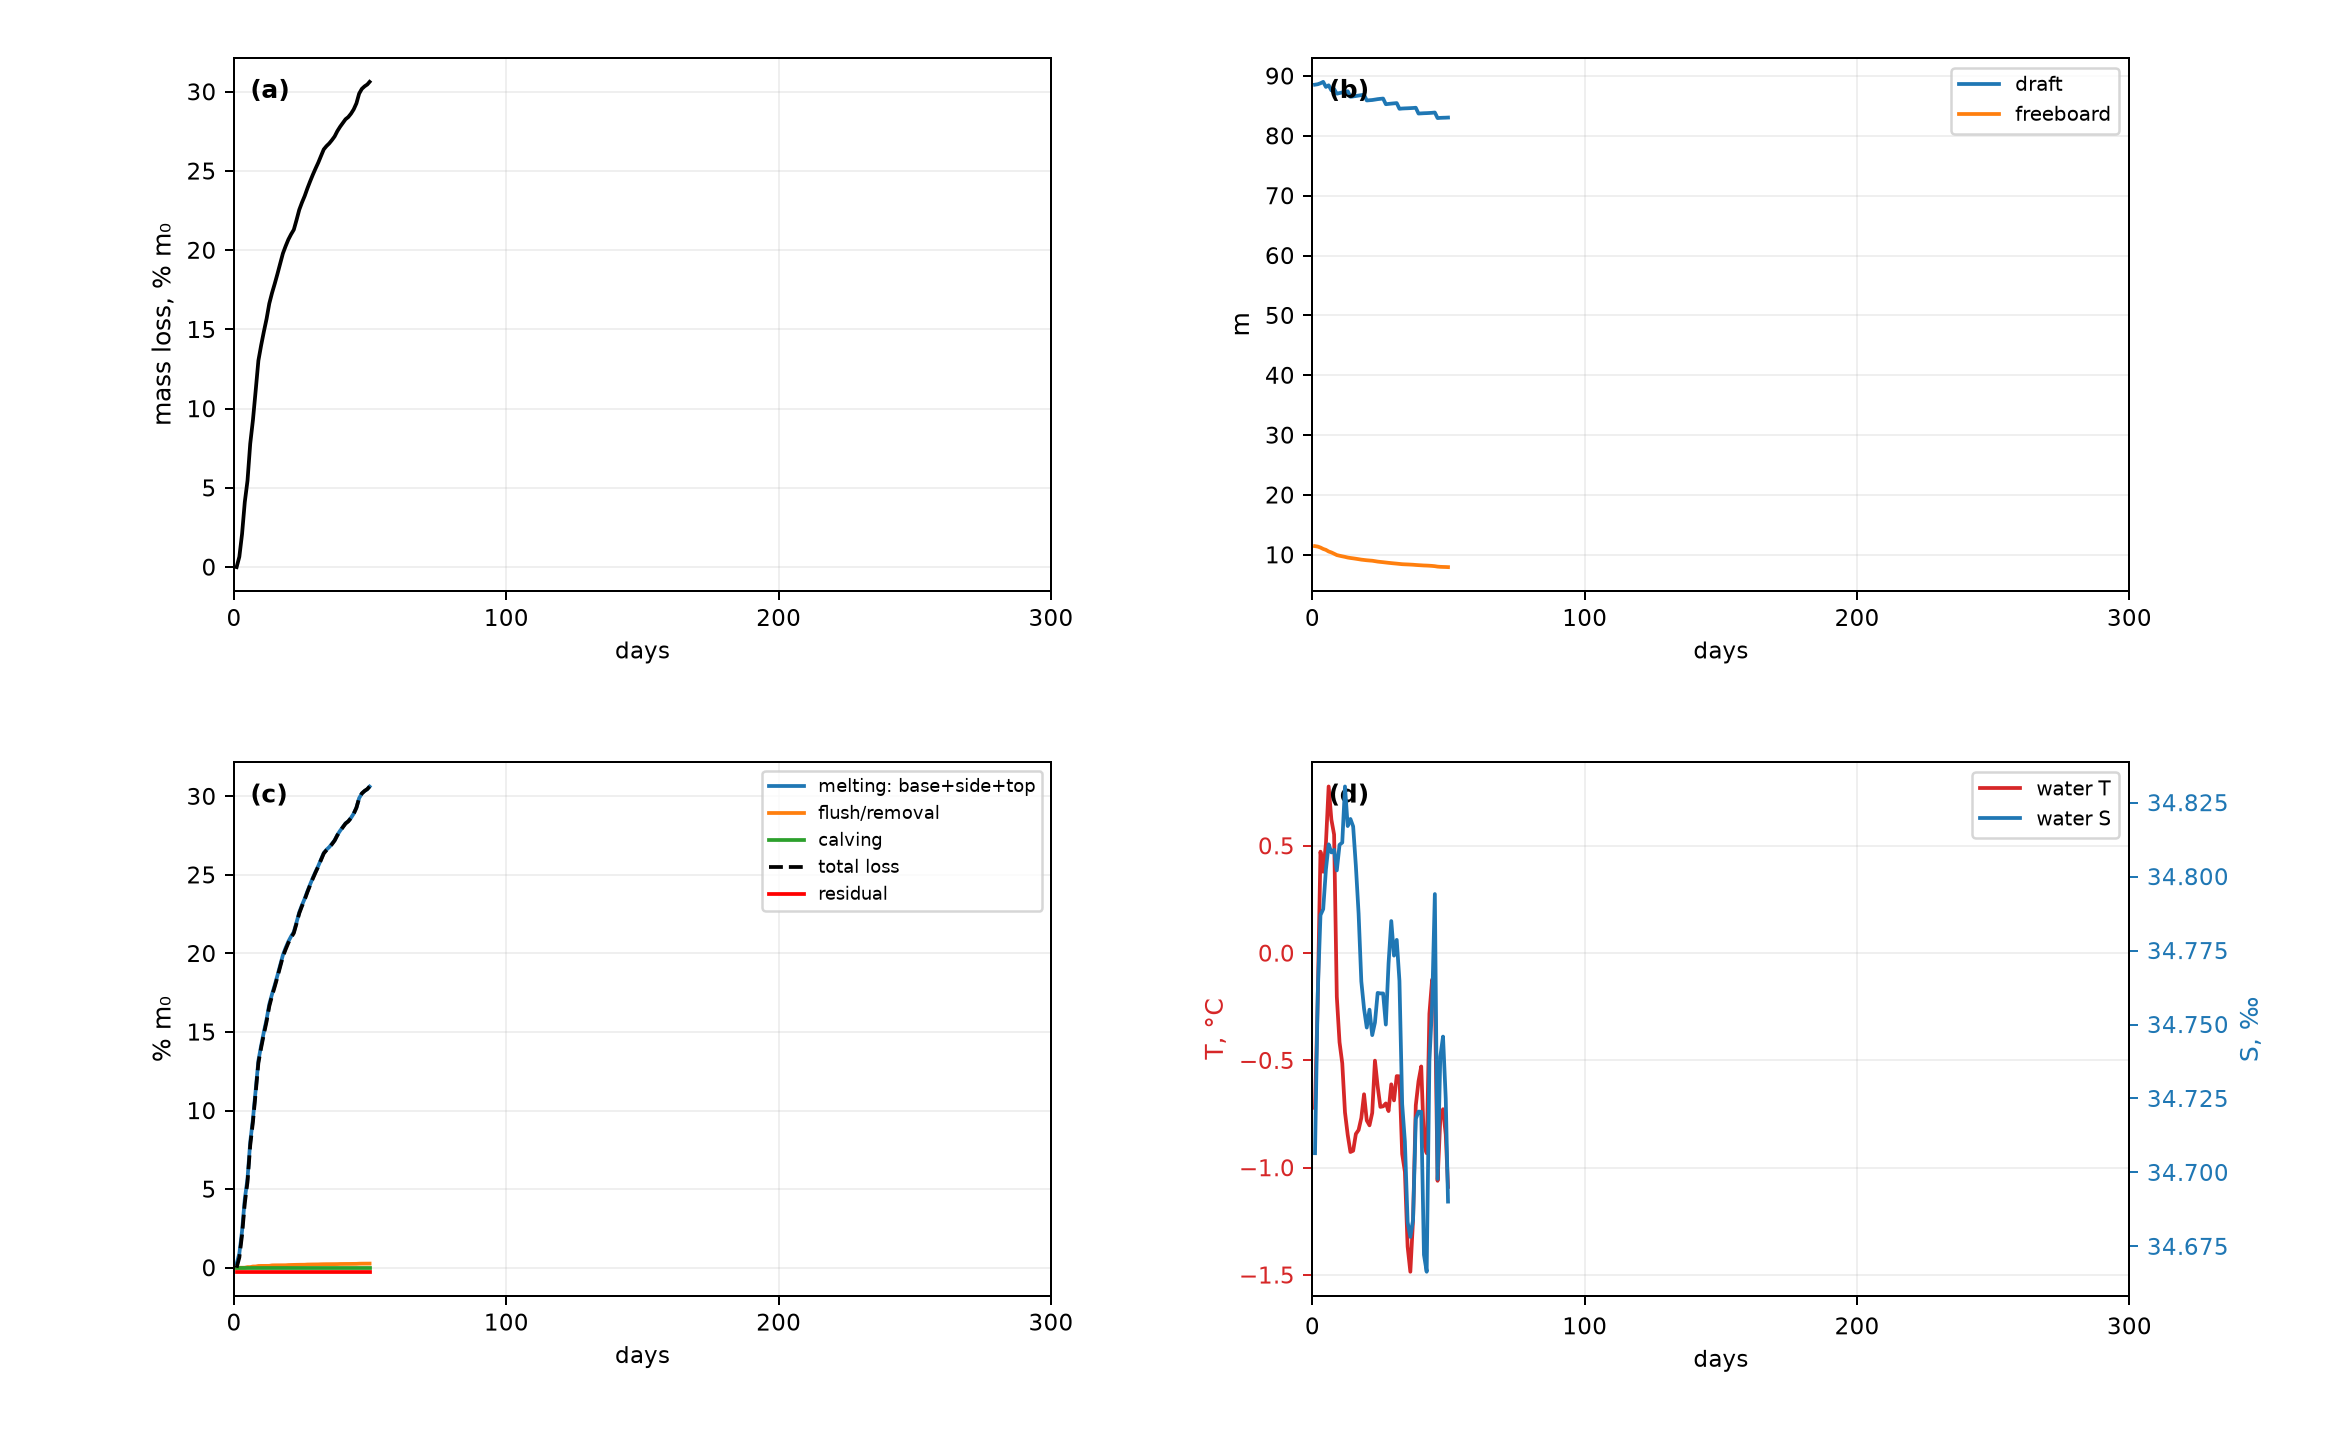 (a)
mass loss, % m₀
30
25
20
15
10
5
0
0 100 200 300
days
(b)
draft
freeboard
m
90
80
70
60
50
40
30
20
10
0 100 200 300
days
(c)
melting: base+side+top
flush/removal
calving
total loss
residual
% m₀
30
25
20
15
10
5
0
0 100 200 300
days
(d)
water T
water S
T, °C
0.5
0.0
−0.5
−1.0
−1.5
34.825
34.800
34.775
34.750
34.725
34.700
34.675
S, ‰
0 100 200 300
days